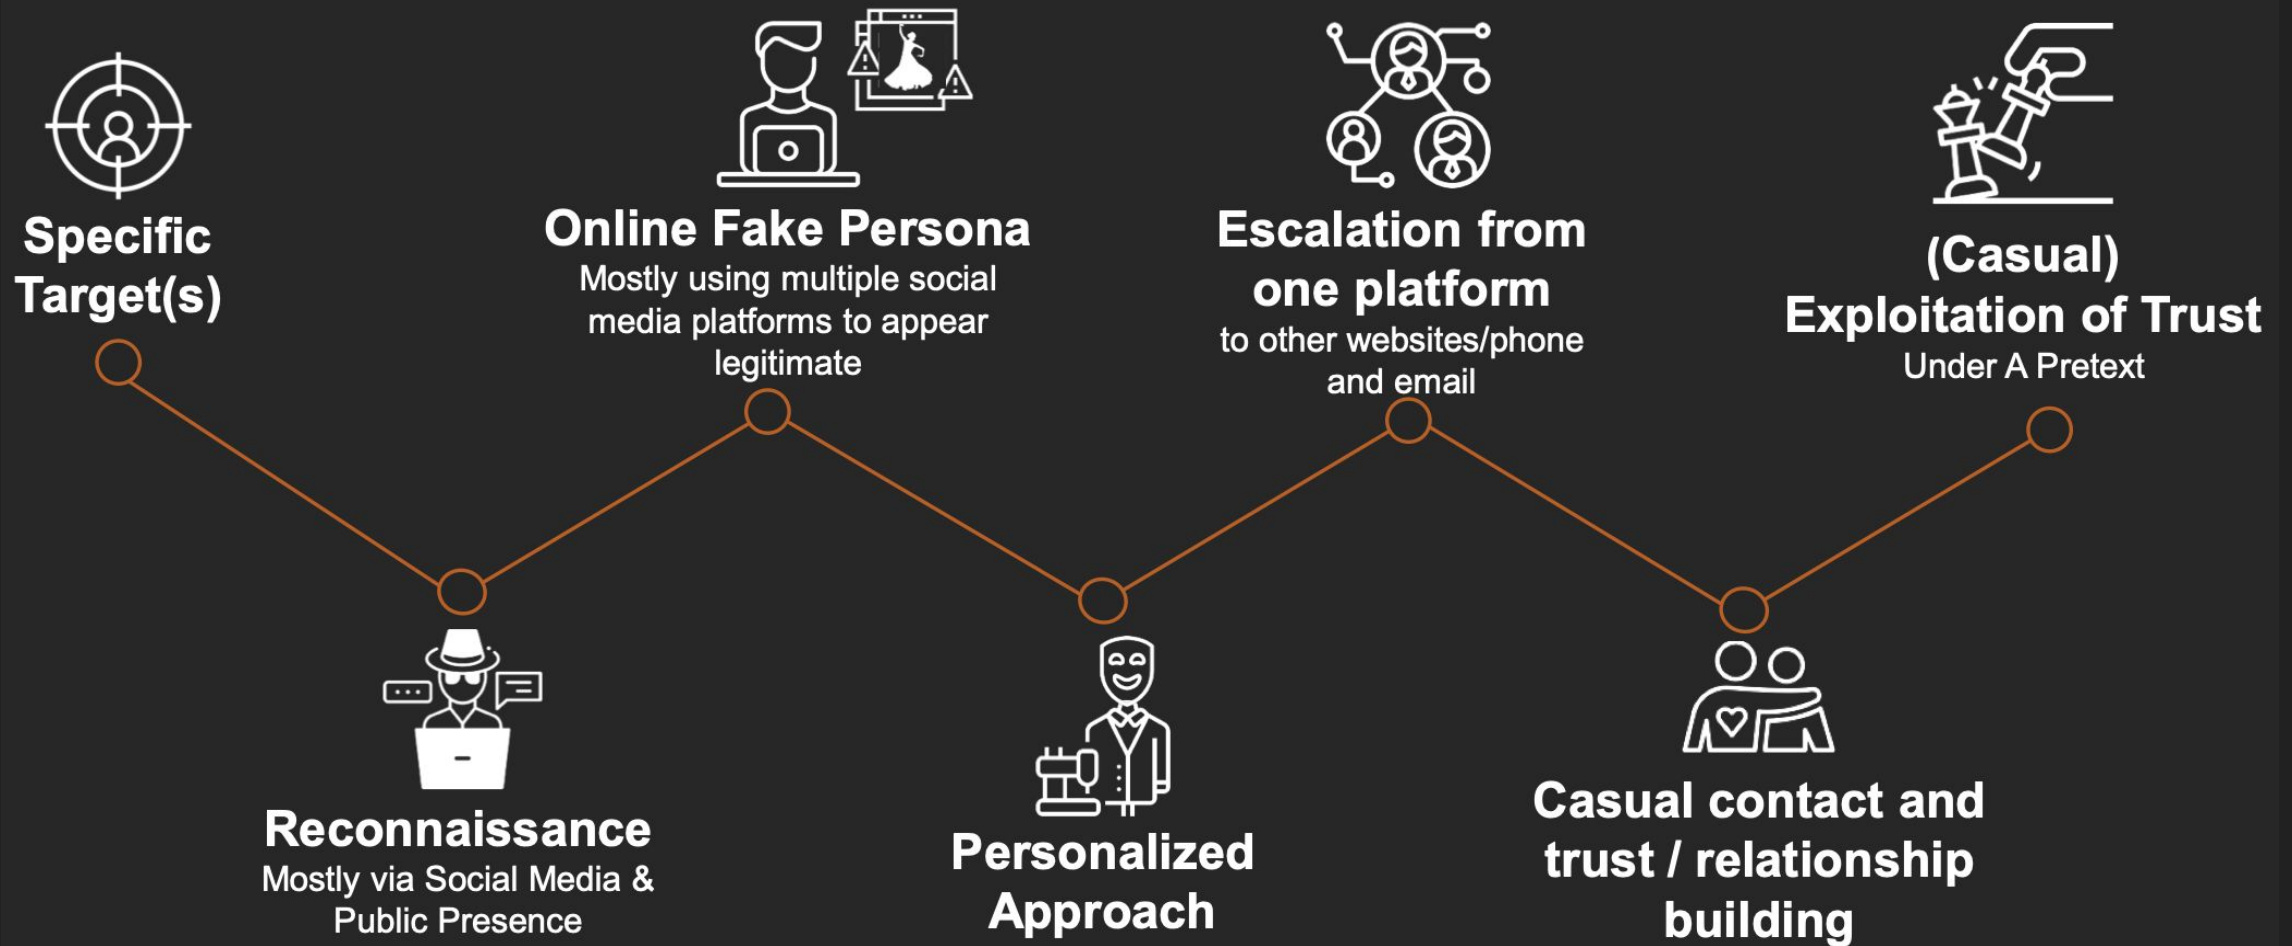 Specific
Target(s)
Reconnaissance
Mostly via Social Media &
Public Presence
Online Fake Persona
Mostly using multiple social
media platforms to appear
legitimate
Personalized
Approach
Escalation from
one platform
to other websites/phone
and email
Casual contact and
trust / relationship
building
(Casual)
Exploitation of Trust
Under A Pretext